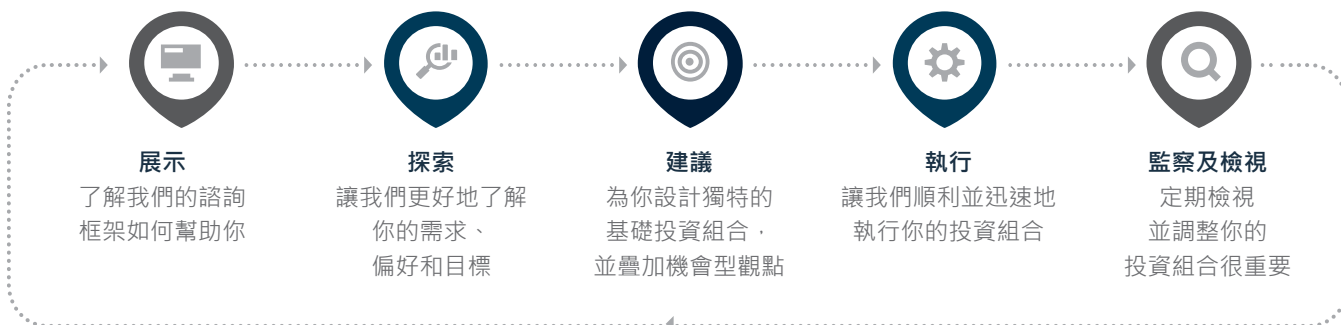 展示
了解我們的諮詢
框架如何幫助你
探索
讓我們更好地了解
你的需求、
偏好和目標
建議
為你設計獨特的
基礎投資組合，
並疊加機會型觀點
執行
讓我們順利並迅速地
執行你的投資組合
監察及檢視
定期檢視
並調整你的
投資組合很重要